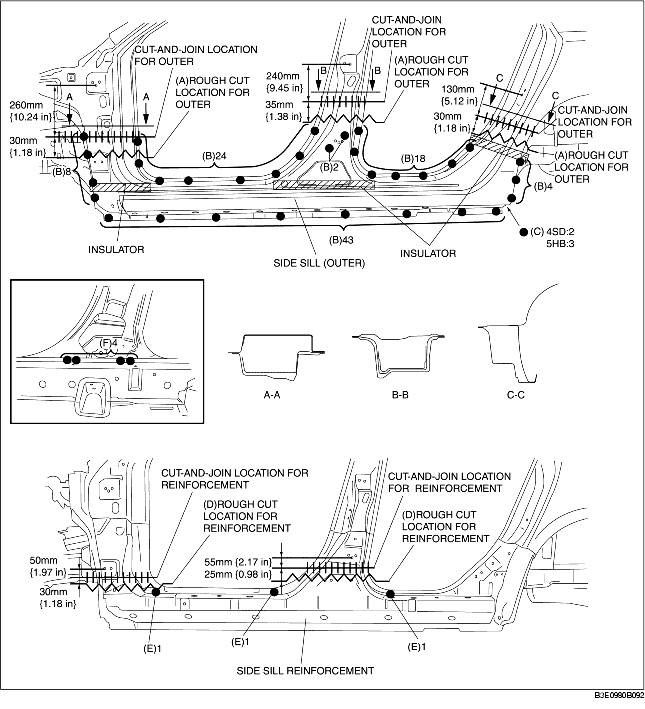 CUT-AND-JOIN LOCATION
FOR OUTER
(A)ROUGH CUT
LOCATION FOR
OUTER
A
A
260mm
{10.24 in}
30mm
{1.18 in}
CUT-AND-JOIN
LOCATION FOR
OUTER
(A)ROUGH CUT
LOCATION FOR
OUTER
B
B
240mm
{9.45 in}
35mm
{1.38 in}
130mm
{5.12 in}
30mm
{1.18 in}
C
C
CUT-AND-JOIN
LOCATION FOR
OUTER
(A)ROUGH CUT
LOCATION FOR
OUTER
(B)8
(B)24
(B)2
(B)18
(B)4
(B)43
INSULATOR
INSULATOR
SIDE SILL (OUTER)
(C) 4SD:2
5HB:3
(F)4
A-A
B-B
C-C
CUT-AND-JOIN LOCATION FOR
REINFORCEMENT
(D)ROUGH CUT
LOCATION FOR
REINFORCEMENT
50mm
{1.97 in}
30mm
{1.18 in}
CUT-AND-JOIN LOCATION
FOR REINFORCEMENT
(D)ROUGH CUT
LOCATION FOR
REINFORCEMENT
55mm {2.17 in}
25mm {0.98 in}
(E)1
(E)1
(E)1
SIDE SILL REINFORCEMENT
B3E0980B092